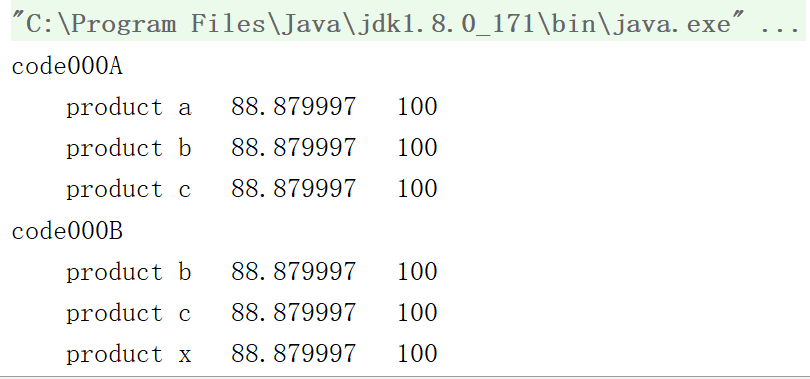 "C:\Program Files\Java\jdk1.8.0_171\bin\java.exe" ...
code000A
product a 88.879997 100
product b 88.879997 100
product c 88.879997 100
code000B
product b 88.879997 100
product c 88.879997 100
product x 88.879997 100